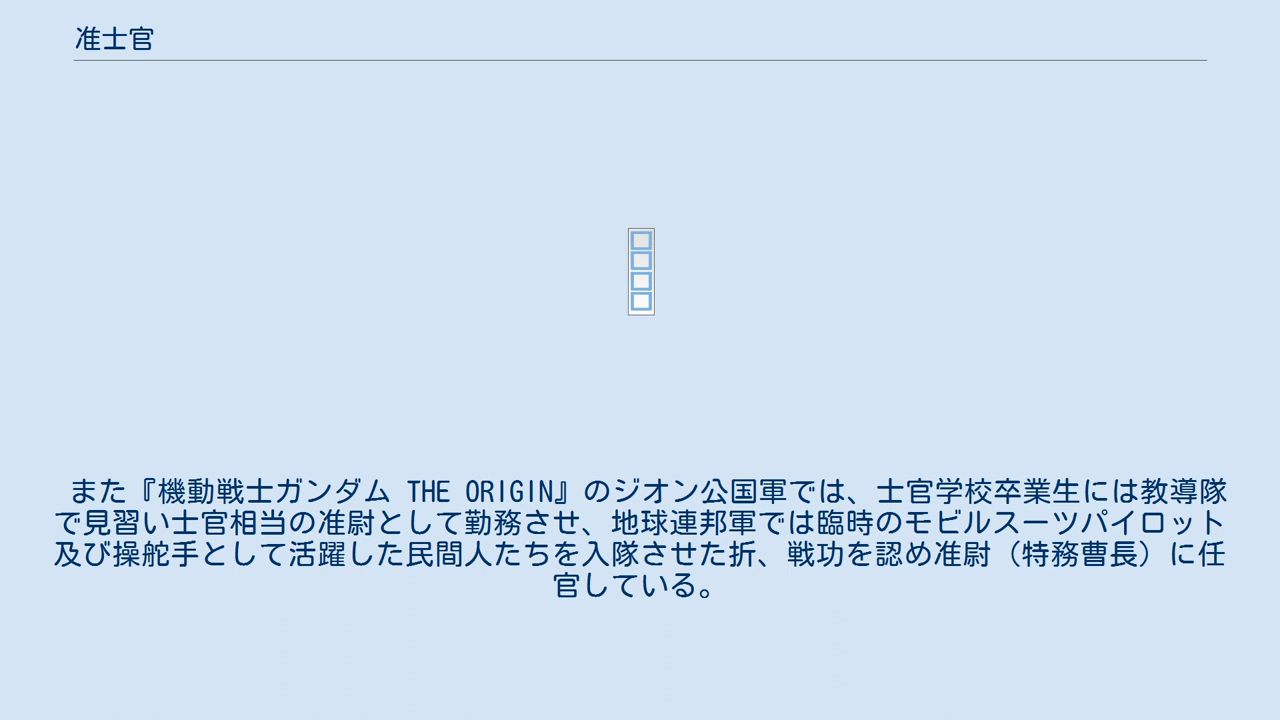 准士官
また『機動戦士ガンダム THE ORIGIN』のジオン公国軍では、士官学校卒業生には教導隊
で見習い士官相当の准尉として勤務させ、地球連邦軍では臨時のモビルスーツパイロット
及び操舵手として活躍した民間人たちを入隊させた折、戦功を認め准尉（特務曹長）に任
官している。